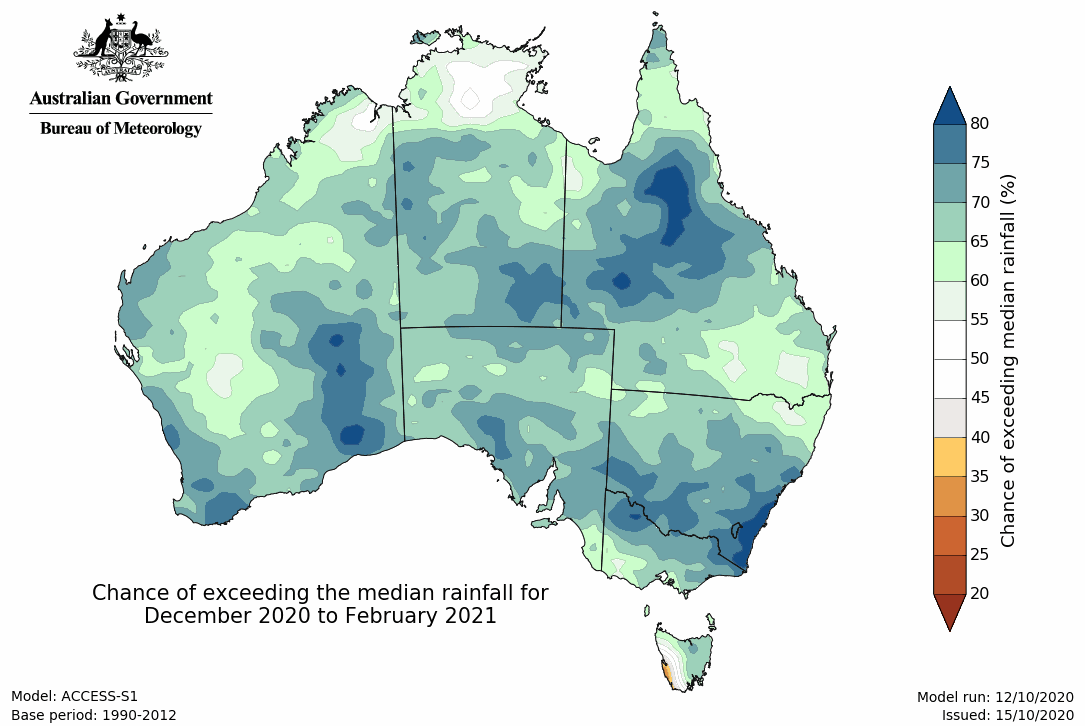 Australian Government
Bureau of Meteorology
80
75
70
65
60
55
50
45
40
35
30
25
20
Chance of exceeding median rainfall (%)
Chance of exceeding the median rainfall for
December 2020 to February 2021
Model: ACCESS-S1
Base period: 1990-2012
Model run: 12/10/2020
Issued: 15/10/2020